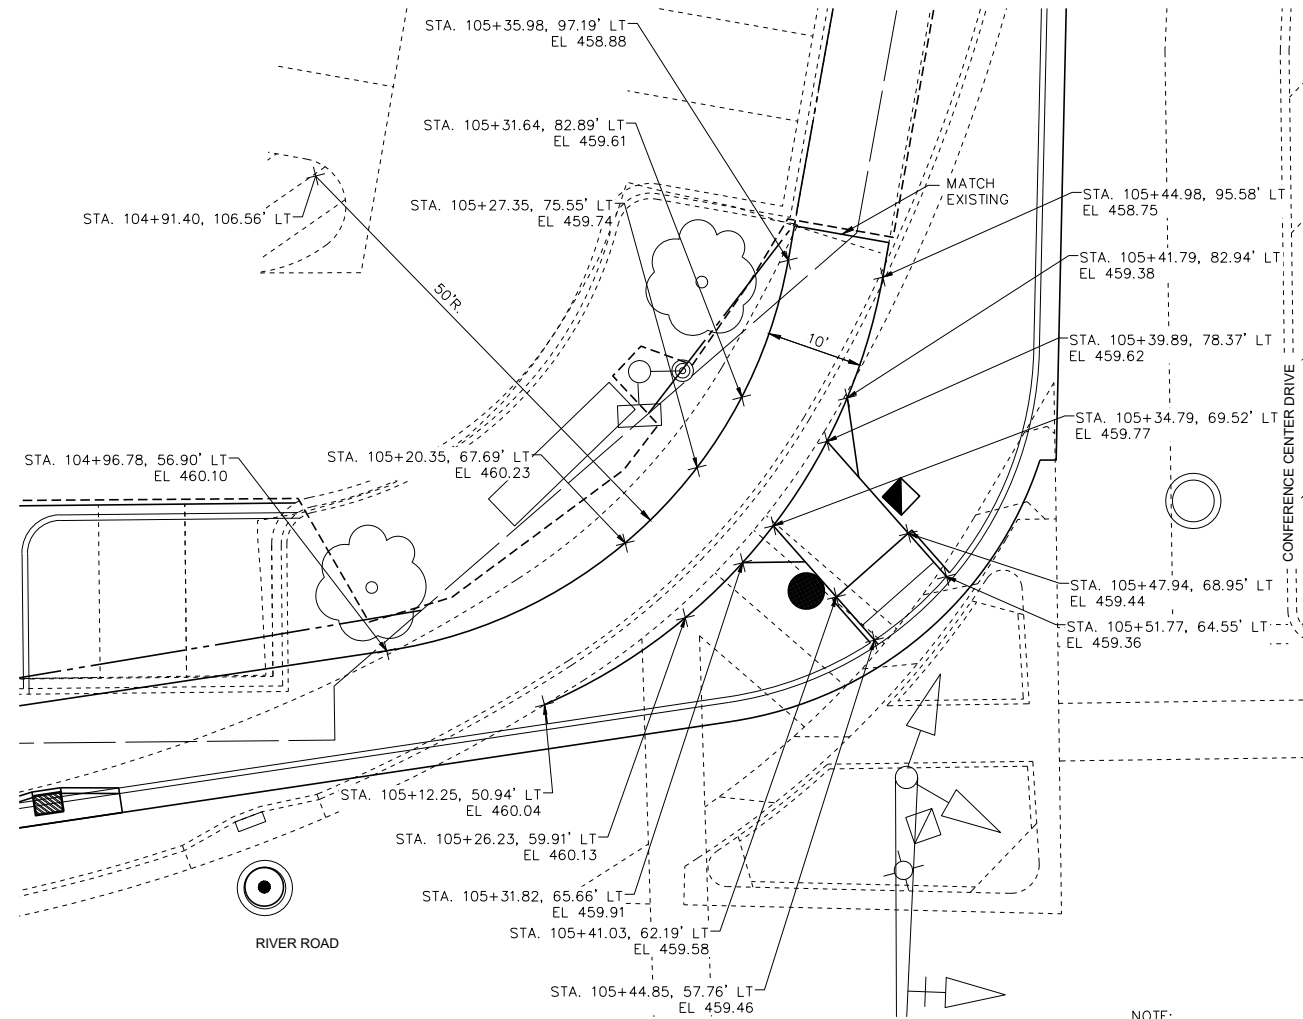 STA. 105+35.98, 97.19' LT
EL 458.88
STA. 105+31.64, 82.89' LT
EL 459.61
STA. 105+27.35, 75.55' LT
EL 459.74
STA. 104+91.40, 106.56' LT
MATCH
EXISTING
STA. 105+44.98, 95.58' LT
EL 458.75
STA. 105+41.79, 82.94' LT
EL 459.38
50'R.
10'
STA. 105+39.89, 78.37' LT
EL 459.62
STA. 105+34.79, 69.52' LT
EL 459.77
CONFERENCE CENTER DRIVE
STA. 104+96.78, 56.90' LT
EL 460.10
STA. 105+20.35, 67.69' LT
EL 460.23
STA. 105+47.94, 68.95' LT
EL 459.44
STA. 105+51.77, 64.55' LT
EL 459.36
STA. 105+12.25, 50.94' LT
EL 460.04
STA. 105+26.23, 59.91' LT
EL 460.13
STA. 105+31.82, 65.66' LT
EL 459.91
STA. 105+41.03, 62.19' LT
EL 459.58
RIVER ROAD
STA. 105+44.85, 57.76' LT
EL 459.46
NOTE: